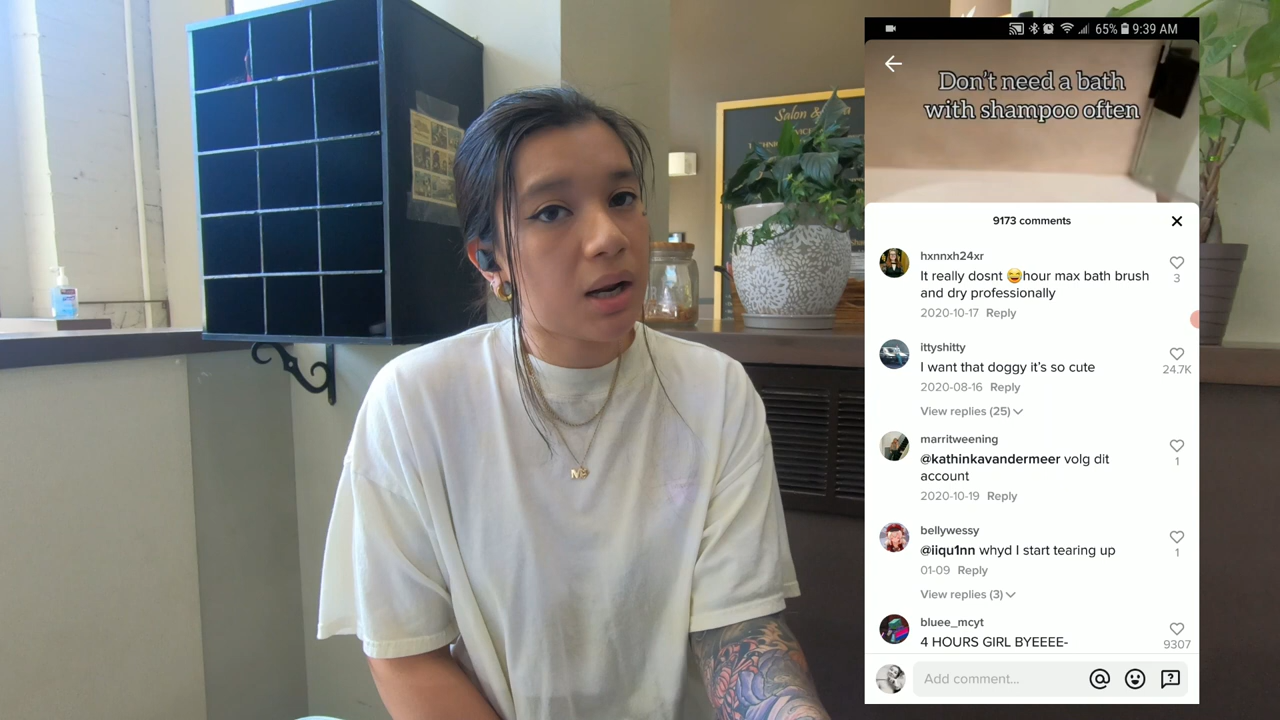 Salon &
65% 9:39 AM
Don't need a bath
with shampoo often
9173 comments
hxnnxh24xr
It really dosnt 😅hour max bath brush
and dry professionally
3
2020-10-17 Reply
ittyshitty
I want that doggy it's so cute
24.7K
2020-08-16 Reply
View replies (25)
marritweening
@kathinkavandermeer volg dit
account
1
2020-10-19 Reply
bellywessy
@iiqu1nn whyd I start tearing up
1
01-09 Reply
View replies (3)
bluee_mcyt
4 HOURS GIRL BYEEEE-
9307
Add comment...